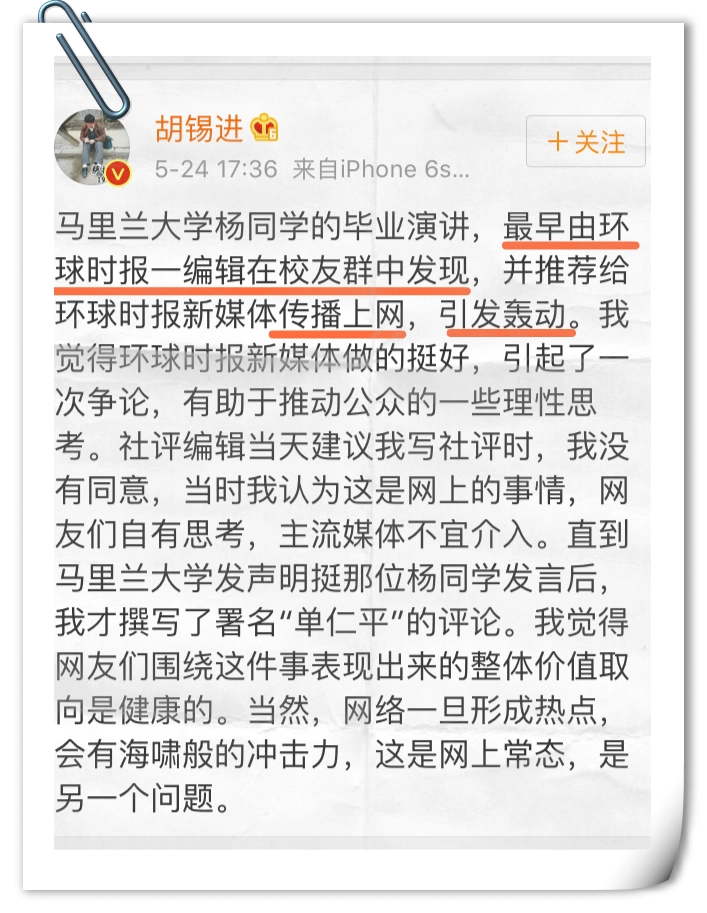 胡锡进
+关注
5-24 17:36 来自iPhone 6s...
马里兰大学杨同学的毕业演讲，最早由环
球时报一编辑在校友群中发现，并推荐给
环球时报新媒体传播上网，引发轰动。我
觉得环球时报新媒体做的挺好，引起了一
次争论，有助于推动公众的一些理性思
考。社评编辑当天建议我写社评时，我没
有同意，当时我认为这是网上的事情，网
友们自有思考，主流媒体不宜介入。直到
马里兰大学发声明挺那位杨同学发言后，
我才撰写了署名“单仁平”的评论。我觉得
网友们围绕这件事表现出来的整体价值取
向是健康的。当然，网络一旦形成热点，
会有海啸般的冲击力，这是网上常态，是
另一个问题。